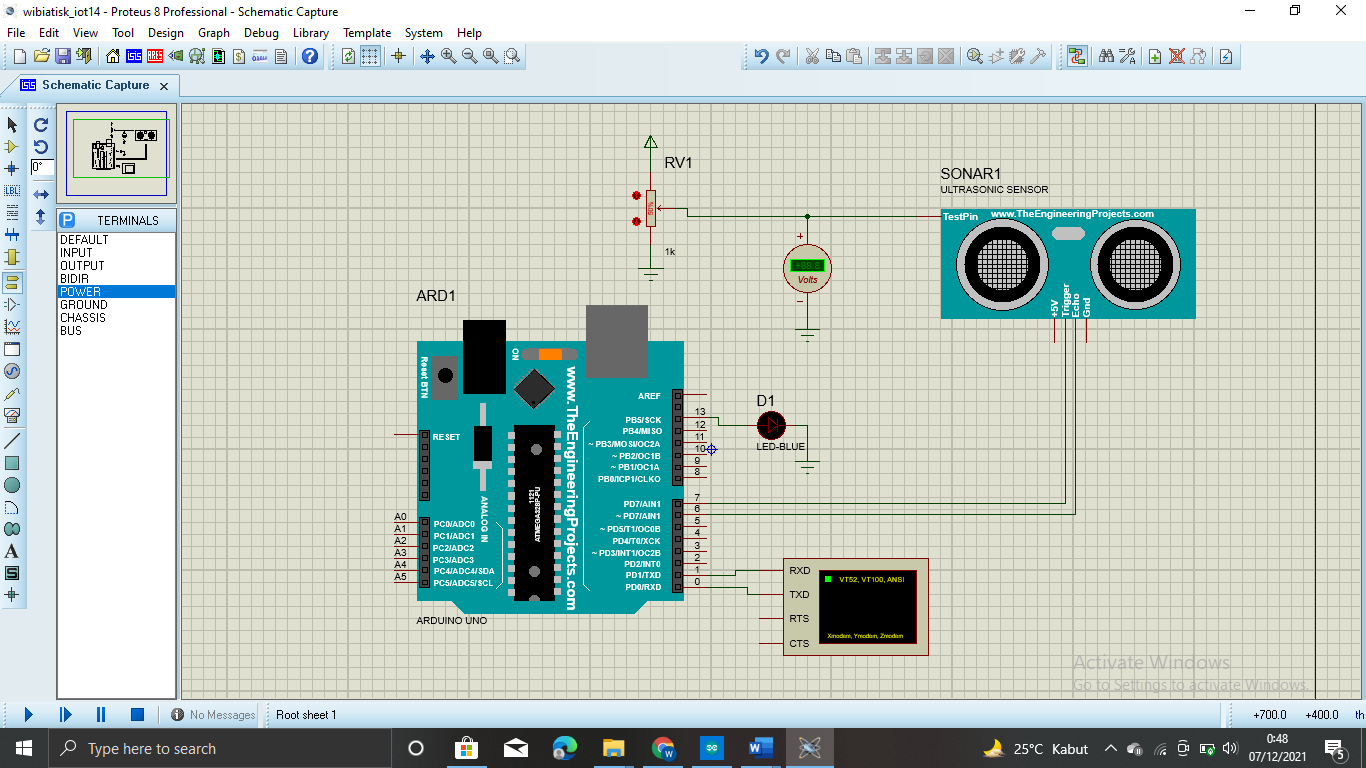 wibiatisk_iot14 - Proteus 8 Professional - Schematic Capture
File Edit View Tool Design Graph Debug Library Template System Help
Schematic Capture
0°
LBL
P TERMINALS
DEFAULT
INPUT
OUTPUT
BIDIR
POWER
GROUND
CHASSIS
BUS
RV1
50%
1k
+
Volts
SONAR1
ULTRASONIC SENSOR
TestPin www.TheEngineeringProjects.com
+5V
Trigger
Echo
Gnd
ARD1
Reset BTN
ON
www.TheEngineeringProjects.com
ANALOG IN
1121
ATMEGA328P-PU
RESET
A0 PC0/ADC0
A1 PC1/ADC1
A2 PC2/ADC2
A3 PC3/ADC3
A4 PC4/ADC4/SDA
A5 PC5/ADC5/SCL
AREF
PB5/SCK 13
PB4/MISO 12
~ PB3/MOSI/OC2A 11
~ PB2/OC1B 10
~ PB1/OC1A 9
PB0/ICP1/CLKO 8
PD7/AIN1 7
~ PD7/AIN1 6
~ PD5/T1/OC0B 5
PD4/T0/XCK 4
~ PD3/INT1/OC2B 3
PD2/INT0 2
PD1/TXD 1
PD0/RXD 0
ARDUINO UNO
D1
LED-BLUE
RXD
TXD
RTS
CTS
VT52, VT100, ANSI
Xmodem, Ymodem, Zmodem
Activate Windows
Go to Settings to activate Windows.
No Messages Root sheet 1 +700.0 +400.0 th
Type here to search
25°C Kabut
0:48
07/12/2021
5